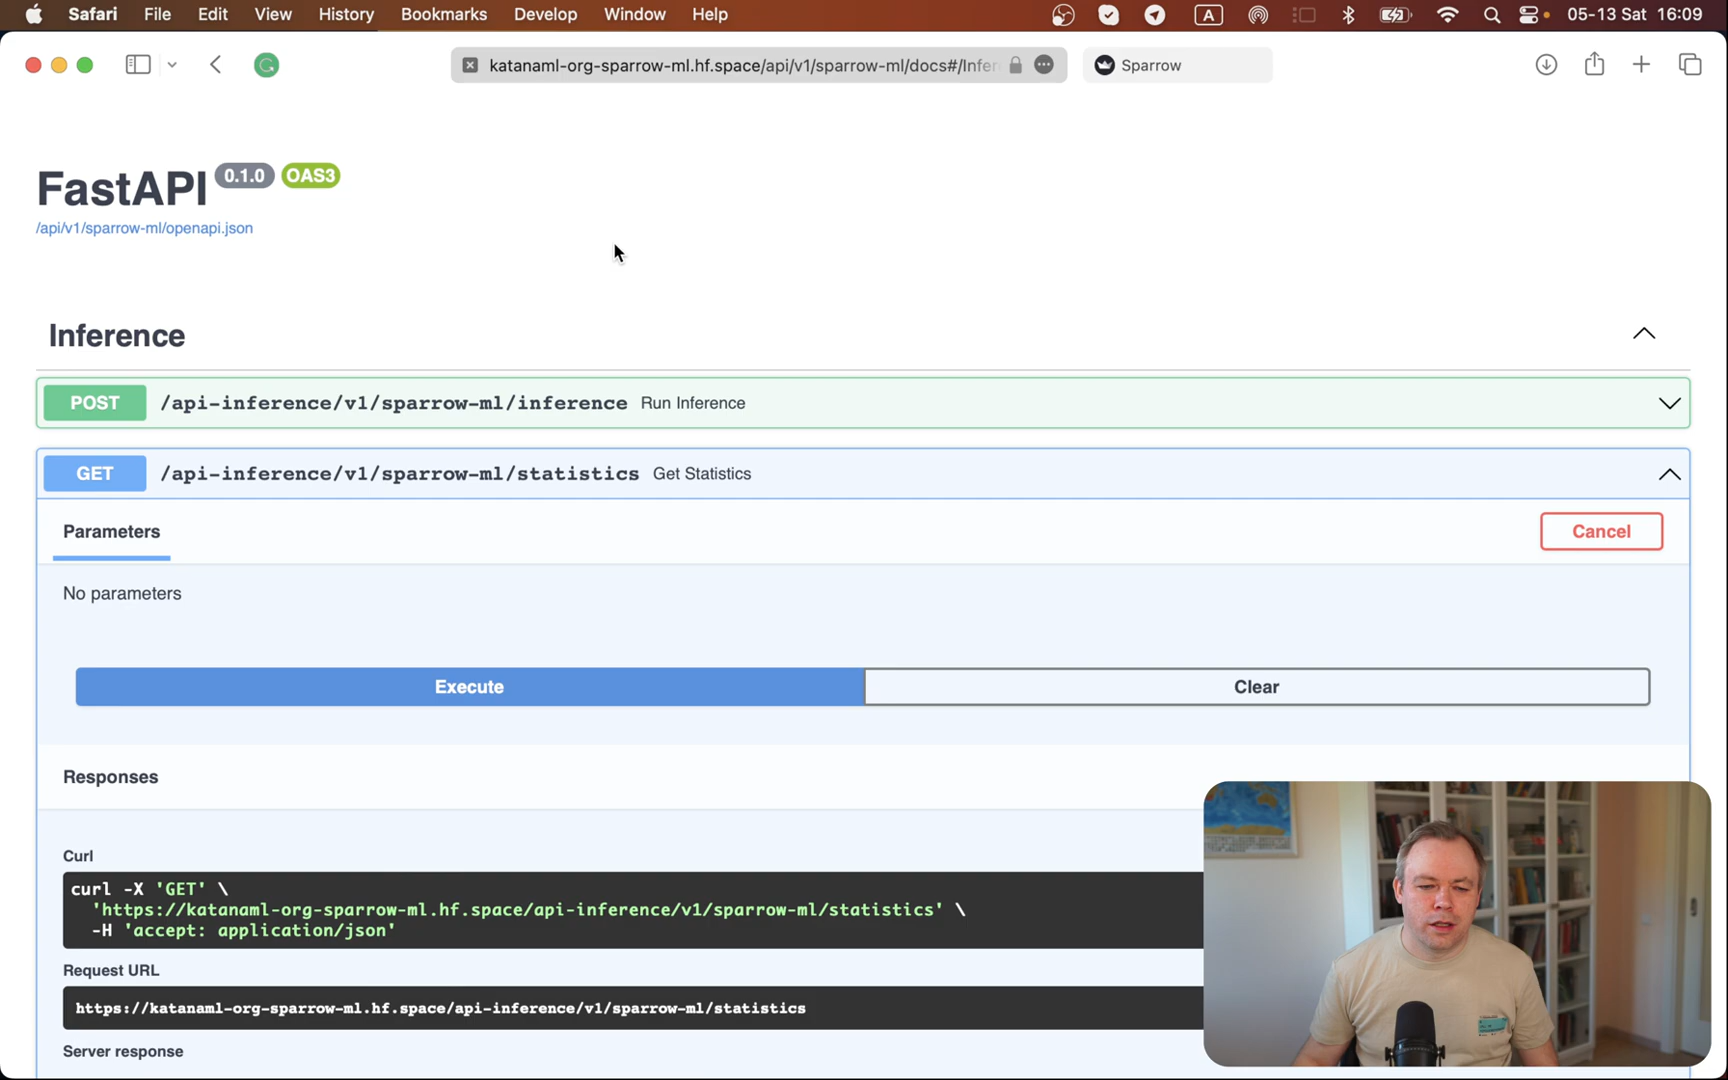 Safari File Edit View History Bookmarks Develop Window Help A 05-13 Sat 16:09
katanaml-org-sparrow-ml.hf.space/api/v1/sparrow-ml/docs#/Infer Sparrow
FastAPI 0.1.0 OAS3
/api/v1/sparrow-ml/openapi.json
Inference
POST /api-inference/v1/sparrow-ml/inference Run Inference
GET /api-inference/v1/sparrow-ml/statistics Get Statistics
Parameters Cancel
No parameters
Execute Clear
Responses
Curl
curl -X 'GET' \
'https://katanaml-org-sparrow-ml.hf.space/api-inference/v1/sparrow-ml/statistics' \
-H 'accept: application/json'
Request URL
https://katanaml-org-sparrow-ml.hf.space/api-inference/v1/sparrow-ml/statistics
Server response